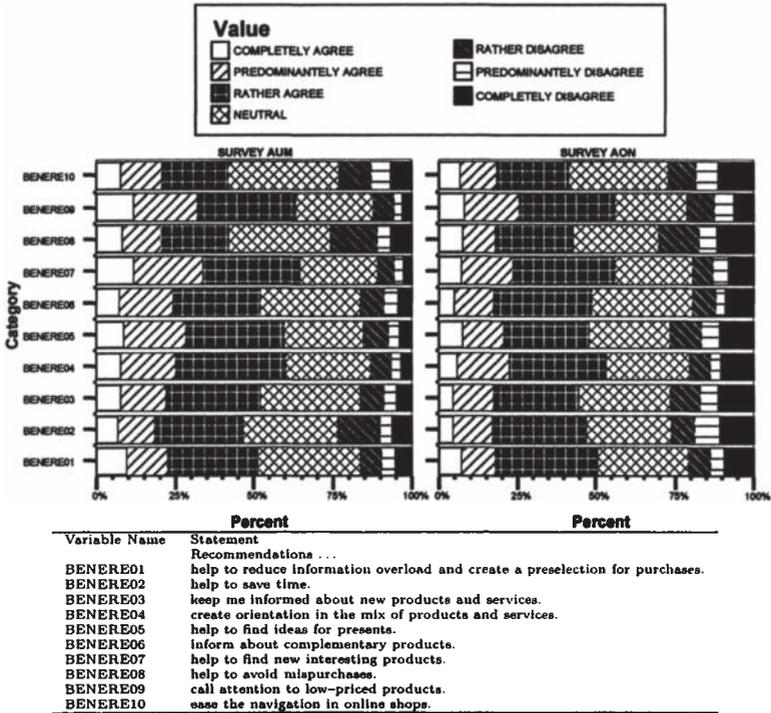 Value
COMPLETELY AGREE
PREDOMINANTELY AGREE
RATHER AGREE
NEUTRAL
RATHER DISAGREE
PREDOMINANTELY DISAGREE
COMPLETELY DISAGREE
SURVEY AUM
SURVEY AON
Category
BENERE10
BENERE09
BENERE08
BENERE07
BENERE06
BENERE05
BENERE04
BENERE03
BENERE02
BENERE01
0% 25% 50% 75% 100%
0% 25% 50% 75% 100%
Percent
Percent
Variable Name Statement
Recommendations ...
BENERE01 help to reduce information overload and create a preselection for purchases.
BENERE02 help to save time.
BENERE03 keep me informed about new products and services.
BENERE04 create orientation in the mix of products and services.
BENERE05 help to find ideas for presents.
BENERE06 inform about complementary products.
BENERE07 help to find new interesting products.
BENERE08 help to avoid mispurchases.
BENERE09 call attention to low-priced products.
BENERE10 ease the navigation in online shops.